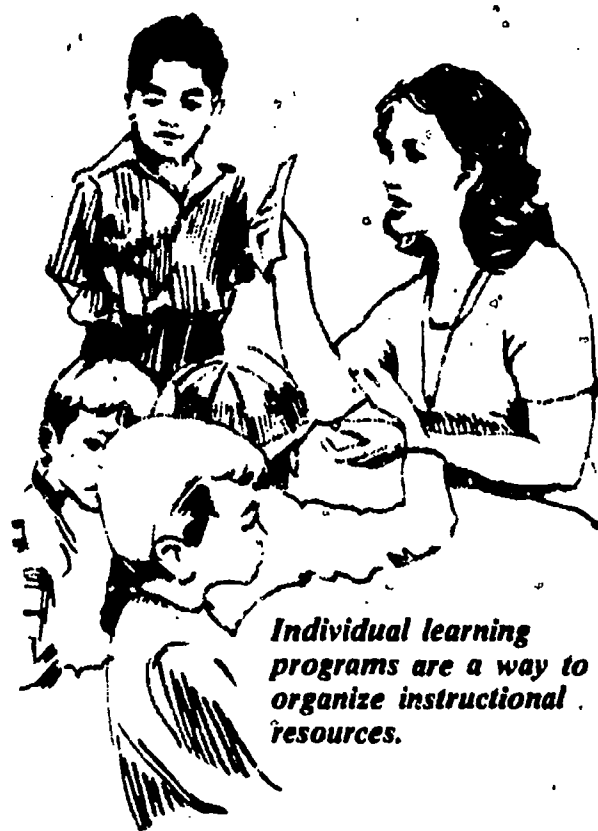 Individual learning
programs are a way to
organize instructional
resources.